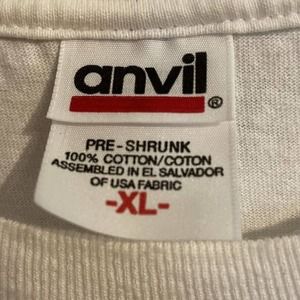 anvil
®
PRE-SHRUNK
100% COTTON/COTON
ASSEMBLED IN EL SALVADOR
OF USA FABRIC
-XL-